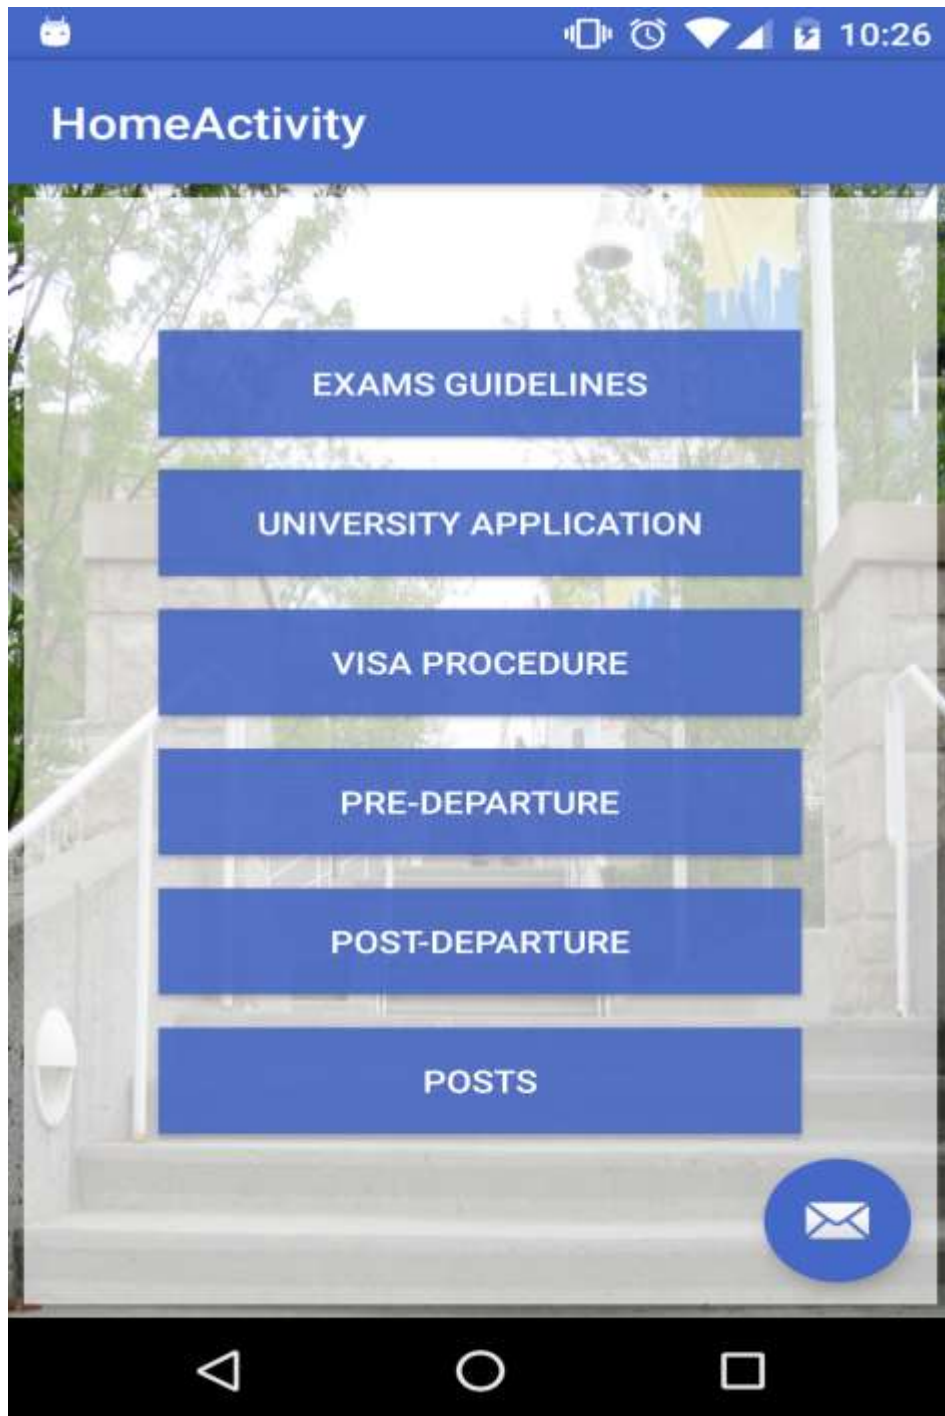 10:26
HomeActivity
EXAMS GUIDELINES
UNIVERSITY APPLICATION
VISA PROCEDURE
PRE-DEPARTURE
POST-DEPARTURE
POSTS